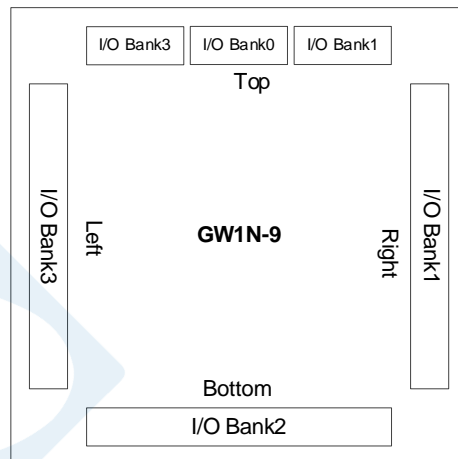 I/O Bank3
I/O Bank0
I/O Bank1
Top
I/O Bank3
Left
GW1N-9
Right
I/O Bank1
Bottom
I/O Bank2